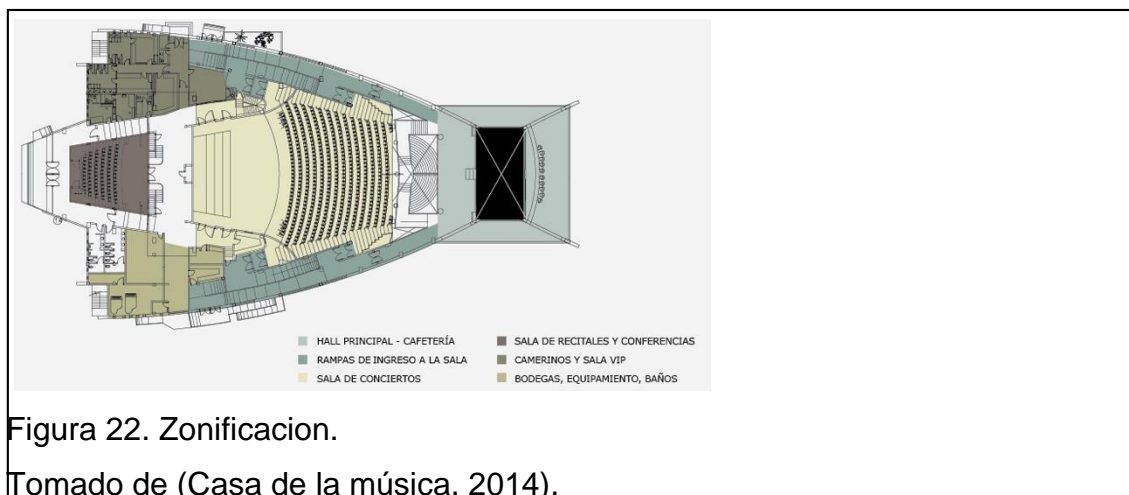 HALL PRINCIPAL - CAFETERÍA
RAMPAS DE INGRESO A LA SALA
SALA DE CONCIERTOS
SALA DE RECITALES Y CONFERENCIAS
CAMERINOS Y SALA VIP
BODEGAS, EQUIPAMIENTO, BAÑOS
Figura 22. Zonificacion.
Tomado de (Casa de la música, 2014).